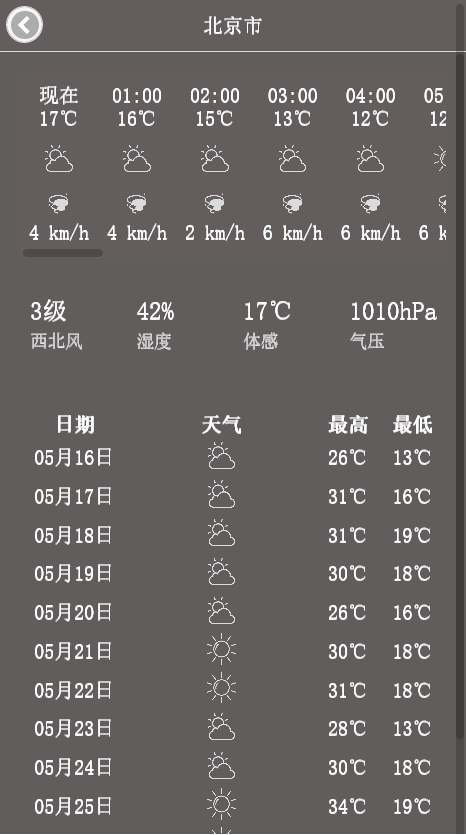 北京市
现在 01:00 02:00 03:00 04:00 05
17℃ 16℃ 15℃ 13℃ 12℃ 12
4 km/h 4 km/h 2 km/h 6 km/h 6 km/h 6 k
3级 42% 17℃ 1010hPa
西北风 湿度 体感 气压
日期 天气 最高 最低
05月16日 26℃ 13℃
05月17日 31℃ 16℃
05月18日 31℃ 19℃
05月19日 30℃ 18℃
05月20日 26℃ 16℃
05月21日 30℃ 18℃
05月22日 31℃ 18℃
05月23日 28℃ 13℃
05月24日 30℃ 18℃
05月25日 34℃ 19℃